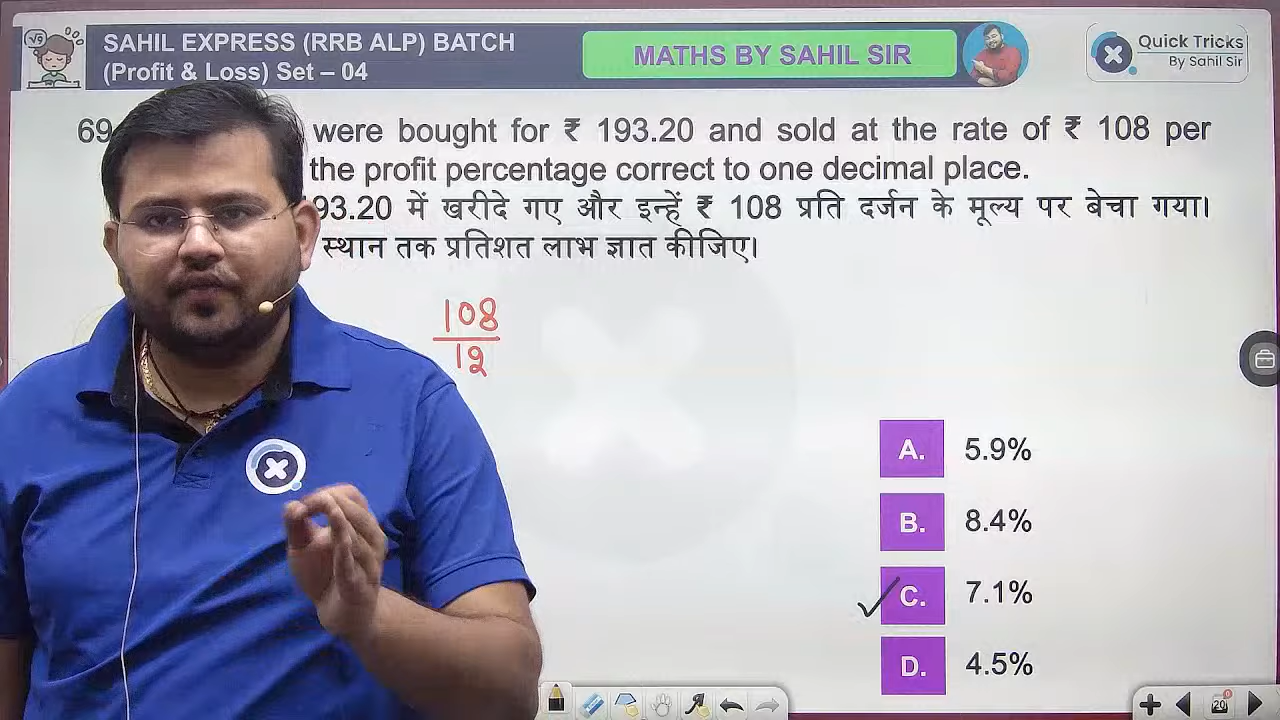 SAHIL EXPRESS (RRB ALP) BATCH
(Profit & Loss) Set – 04
MATHS BY SAHIL SIR
Quick Tricks
By Sahil Sir
69 were bought for ₹ 193.20 and sold at the rate of ₹ 108 per
the profit percentage correct to one decimal place.
93.20 में खरीदे गए और इन्हें ₹ 108 प्रति दर्जन के मूल्य पर बेचा गया।
स्थान तक प्रतिशत लाभ ज्ञात कीजिए।
108
12
A. 5.9%
B. 8.4%
C. 7.1%
D. 4.5%